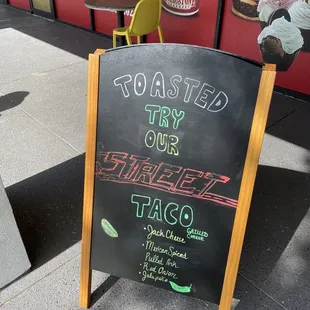 TOASTED
TRY
OUR
STREET
TACO
GRILLED
CHEESE
• Jack Cheese
• Mexican Spiced
Pulled Pork
• Red Onion
• Jalapeño